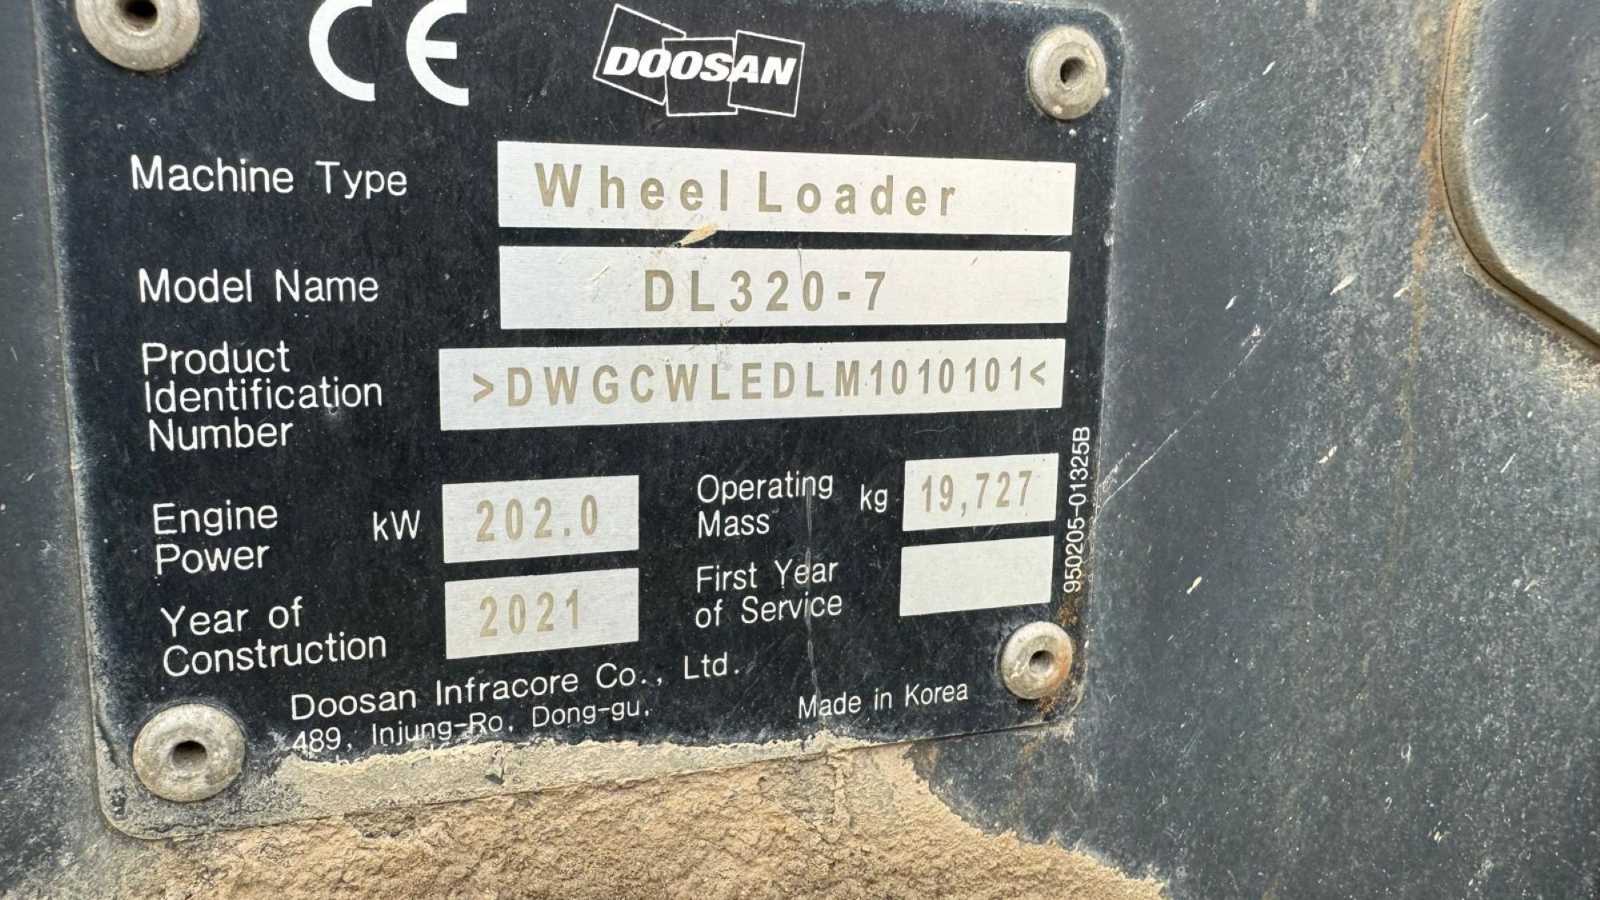 CE
DOOSAN
Machine Type Wheel Loader
Model Name DL320-7
Product
Identification
Number
>DWGCWLEDLM1010101<
Engine
Power
kW 202.0
Operating
Mass
kg 19,727
Year of
Construction
2021
First Year
of Service
950205-01325B
Doosan Infracore Co., Ltd.
489, Injung-Ro, Dong-gu,
Made in Korea